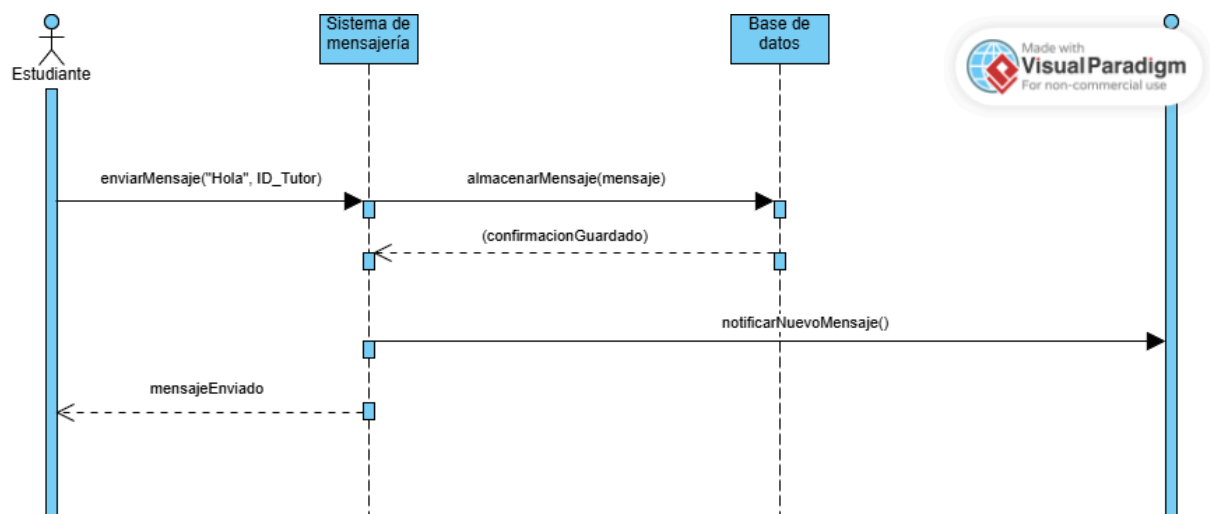 Sistema de
mensajería
Base de
datos
Made with
Visual Paradigm
For non-commercial use
Estudiante
enviarMensaje("Hola", ID_Tutor)
almacenarMensaje(mensaje)
(confirmacionGuardado)
notificarNuevoMensaje()
mensajeEnviado